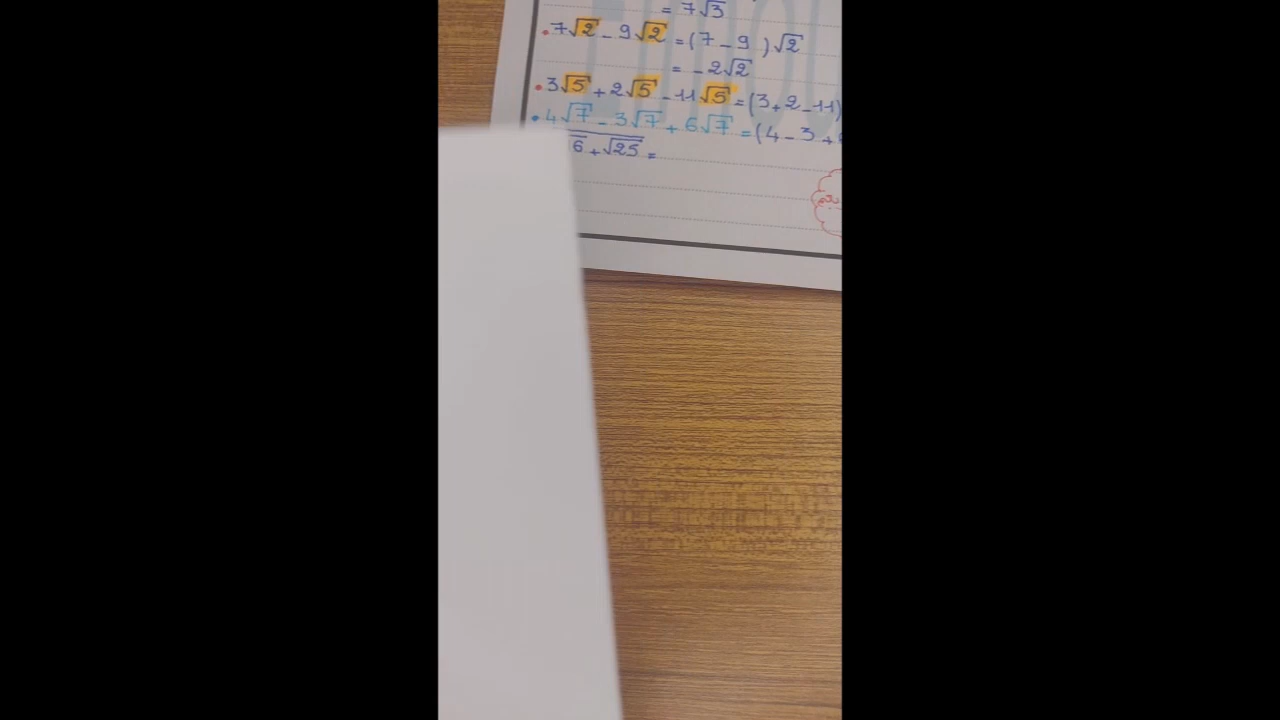 = 7√3
7√2 - 9√2 = (7 - 9)√2
= - 2√2
3√5 + 2√5 - 11√5 = (3 + 2 - 11)
4√7 - 3√7 + 6√7 = (4 - 3 +
6 + √25 =